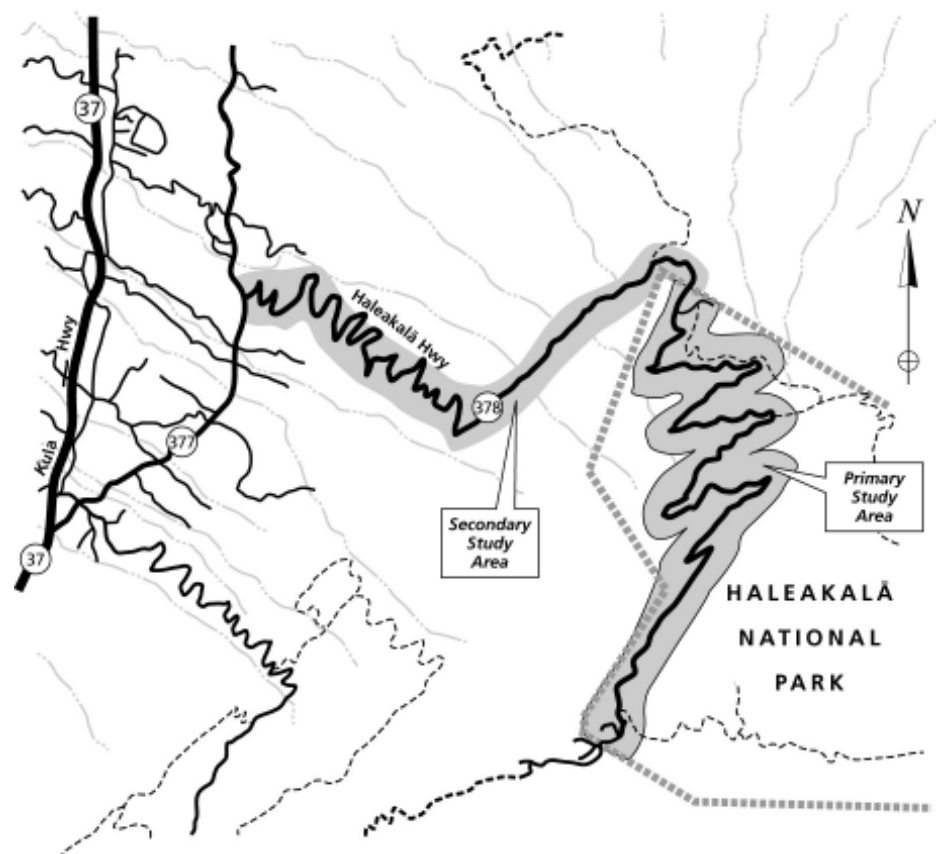 37
N
Haleakalā Hwy
Kula Hwy
378
377
Primary
Study
Area
Secondary
Study
Area
37
HALEAKALĀ
NATIONAL
PARK